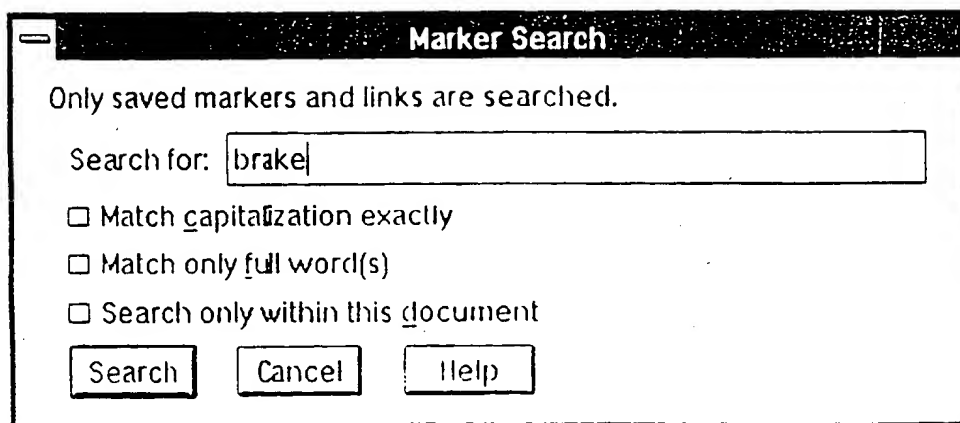 Marker Search
Only saved markers and links are searched.
Search for: brake
Match capitalization exactly
Match only full word(s)
Search only within this document
Search Cancel Help